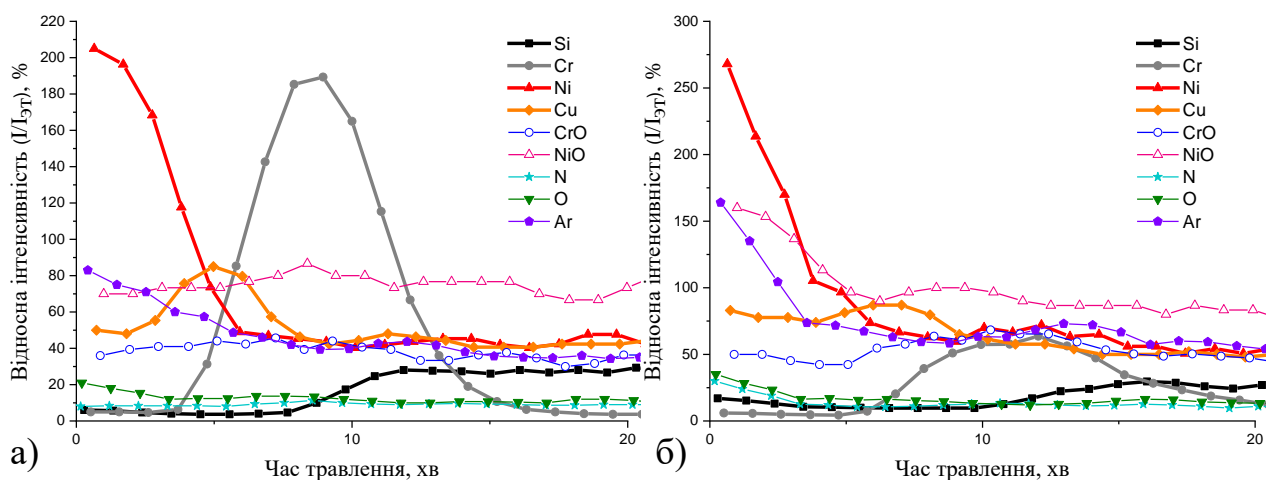 Відносна інтенсивність (I/Iэт), %
220
200
180
160
140
120
100
80
60
40
20
0
0
10
20
Si
Cr
Ni
Cu
CrO
NiO
N
O
Ar
а)
Час травлення, хв
Відносна інтенсивність (I/Iэт), %
300
250
200
150
100
50
0
0
10
20
Si
Cr
Ni
Cu
CrO
NiO
N
O
Ar
б)
Час травлення, хв